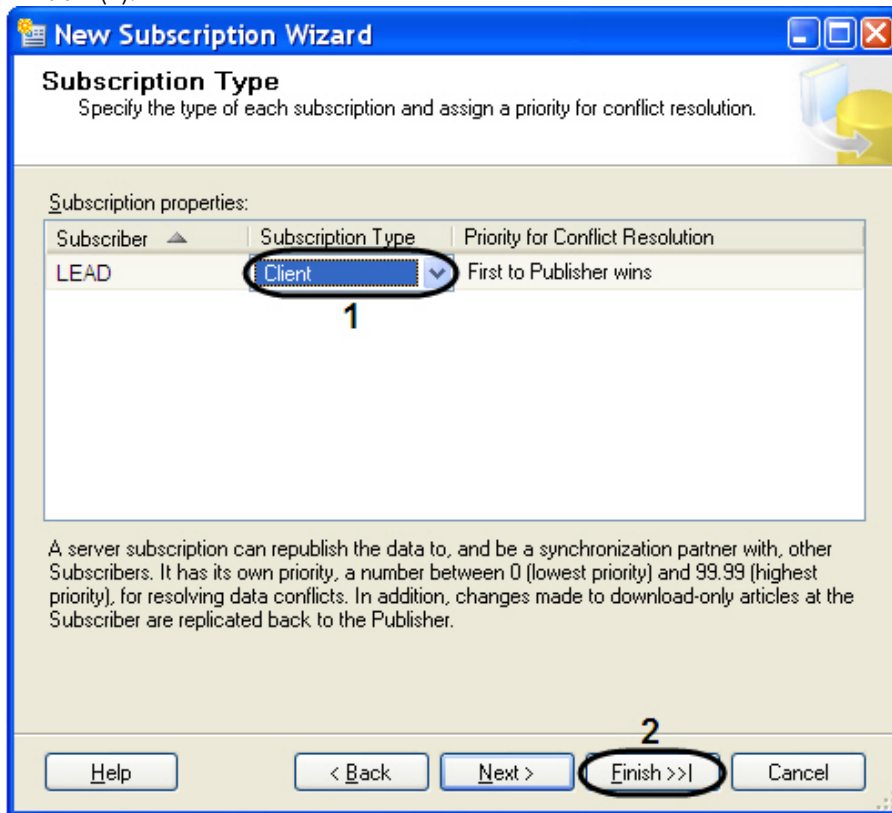 New Subscription Wizard
Subscription Type
Specify the type of each subscription and assign a priority for conflict resolution.
Subscription properties:
Subscriber Subscription Type Priority for Conflict Resolution
LEAD Client First to Publisher wins
1
A server subscription can republish the data to, and be a synchronization partner with, other
Subscribers. It has its own priority, a number between 0 (lowest priority) and 99.99 (highest
priority), for resolving data conflicts. In addition, changes made to download-only articles at the
Subscriber are replicated back to the Publisher.
2
Help < Back Next > Finish >>| Cancel